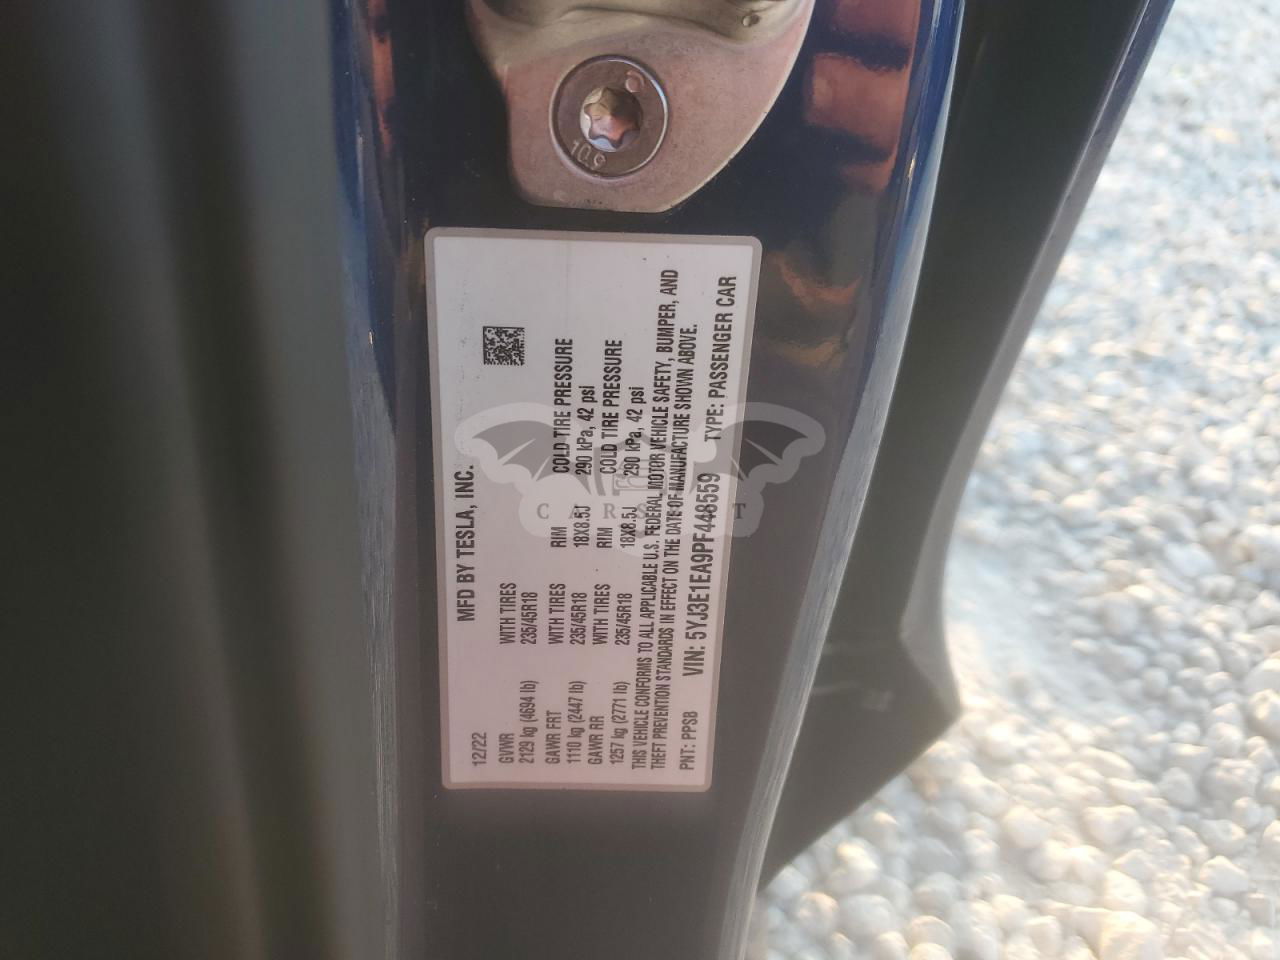 10.9
MFD BY TESLA, INC.
12/22
GVWR WITH TIRES RIM COLD TIRE PRESSURE
2129 kg (4694 lb) 235/45R18 18X8.5J 290 kPa, 42 psi
GAWR FRT WITH TIRES RIM COLD TIRE PRESSURE
1110 kg (2447 lb) 235/45R18 18X8.5J 290 kPa, 42 psi
GAWR RR WITH TIRES
1257 kg (2771 lb) 235/45R18
THIS VEHICLE CONFORMS TO ALL APPLICABLE U.S. FEDERAL MOTOR VEHICLE SAFETY, BUMPER, AND
THEFT PREVENTION STANDARDS IN EFFECT ON THE DATE OF MANUFACTURE SHOWN ABOVE.
PNT: PPSB VIN: 5YJ3E1EA9PF448559 TYPE: PASSENGER CAR